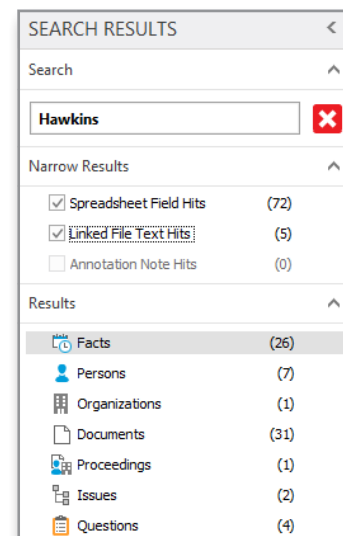 SEARCH RESULTS
Search
Hawkins
Narrow Results
Spreadsheet Field Hits (72)
Linked File Text Hits (5)
Annotation Note Hits (0)
Results
Facts (26)
Persons (7)
Organizations (1)
Documents (31)
Proceedings (1)
Issues (2)
Questions (4)